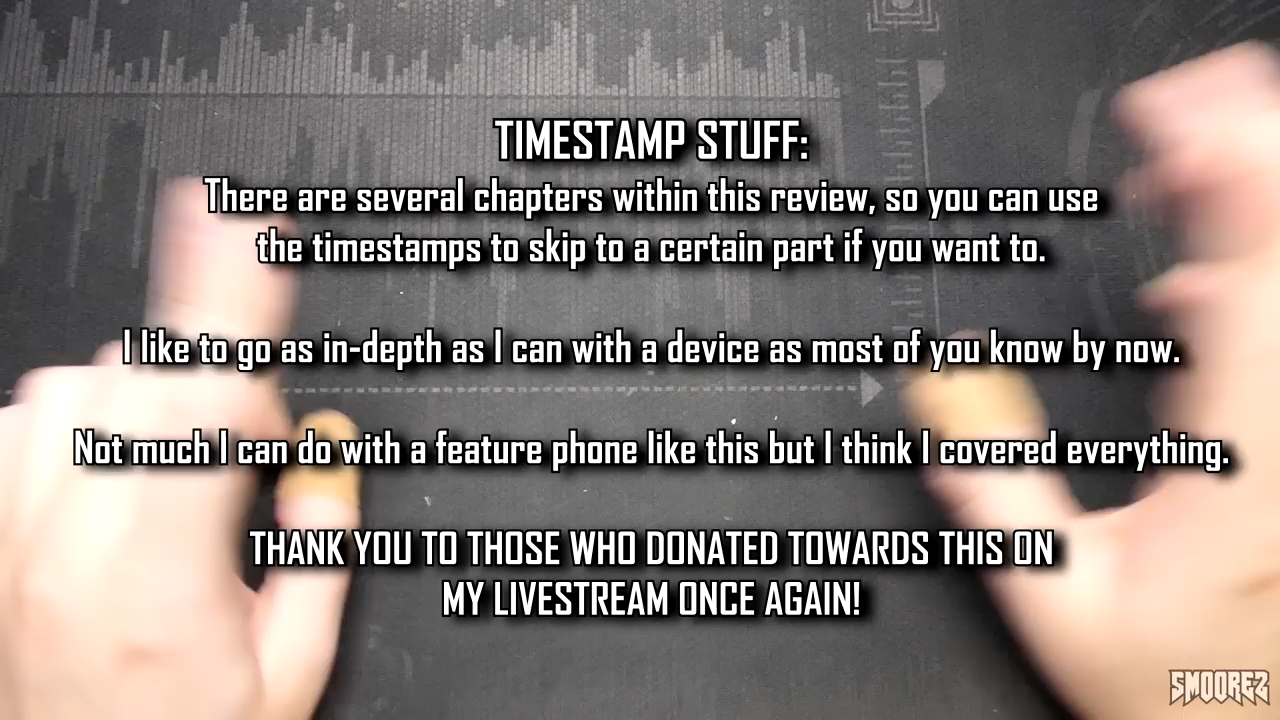 TIMESTAMP STUFF:
There are several chapters within this review, so you can use
the timestamps to skip to a certain part if you want to.
I like to go as in-depth as I can with a device as most of you know by now.
Not much I can do with a feature phone like this but I think I covered everything.
THANK YOU TO THOSE WHO DONATED TOWARDS THIS ON
MY LIVESTREAM ONCE AGAIN!
SMOOREZ